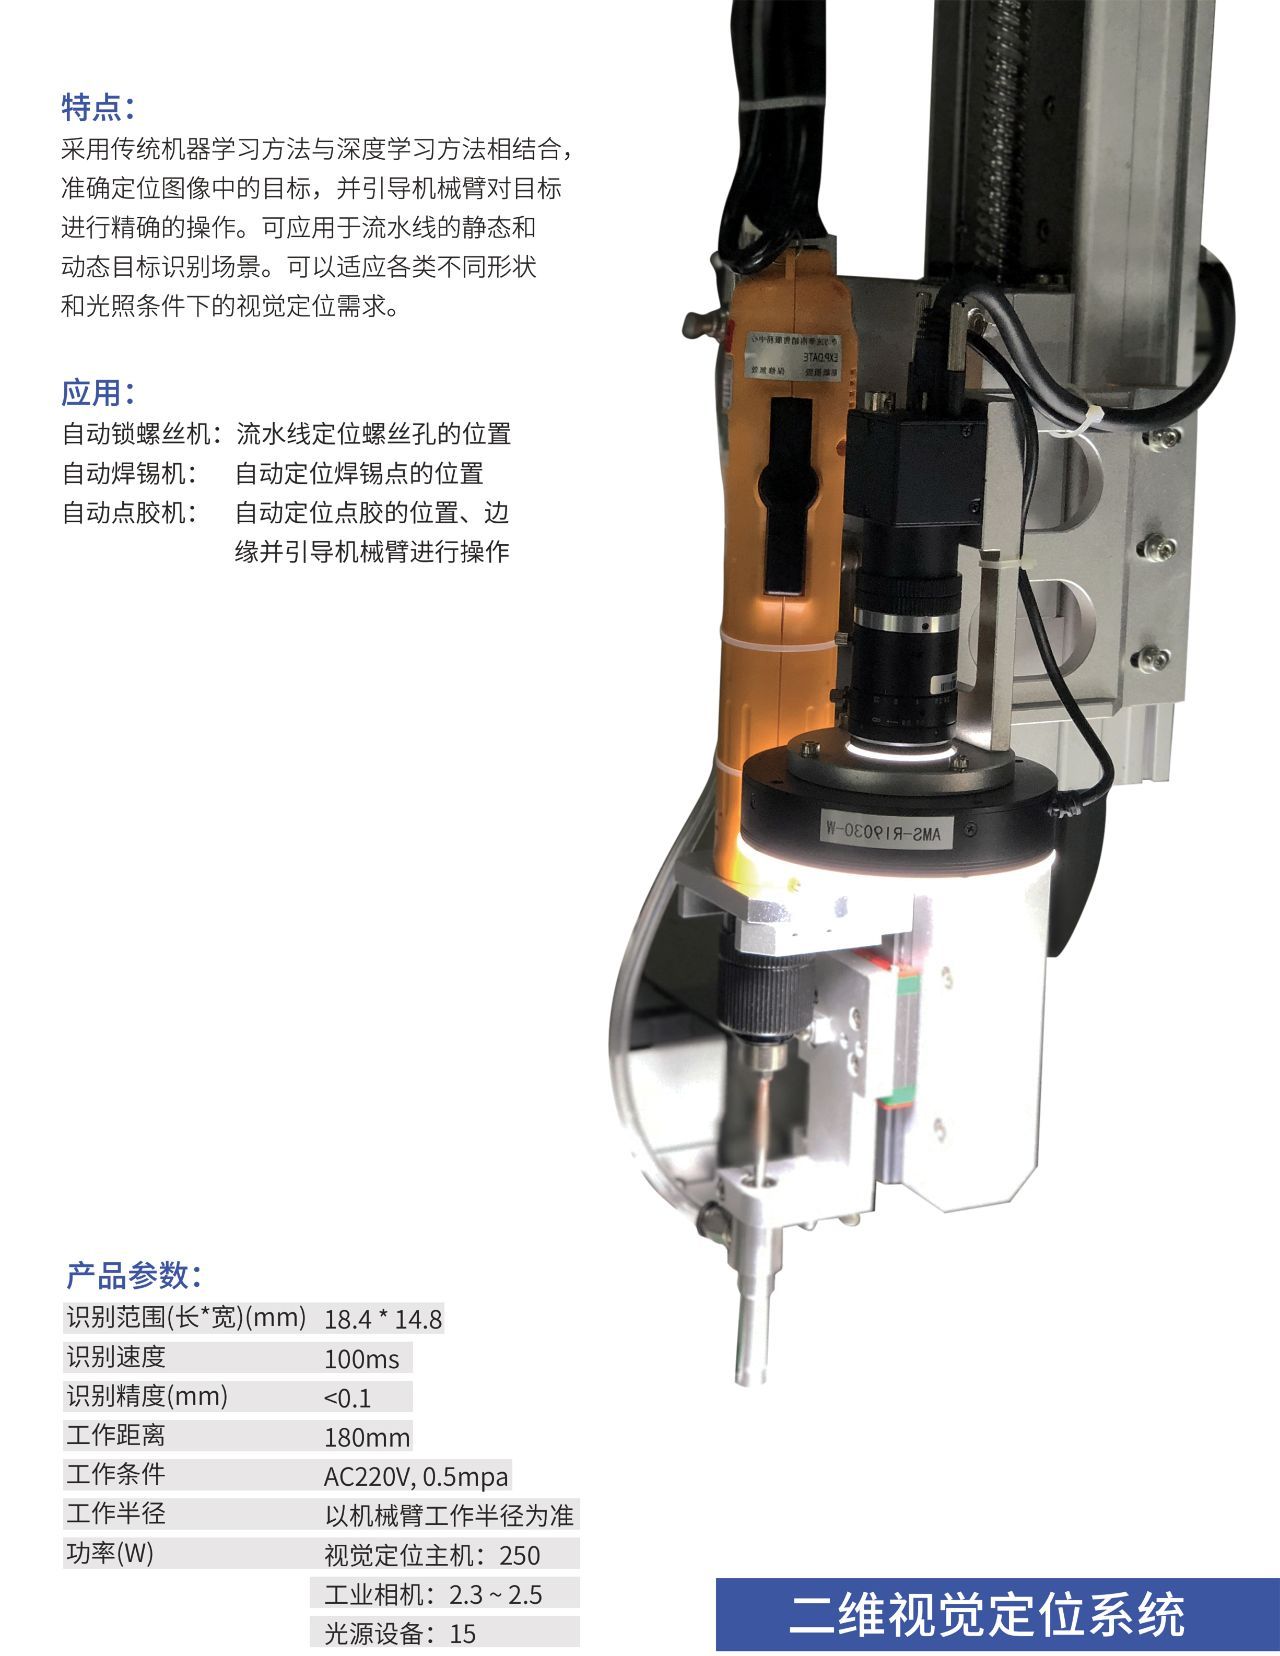 特点：
采用传统机器学习方法与深度学习方法相结合，
准确定位图像中的目标，并引导机械臂对目标
进行精确的操作。可应用于流水线的静态和
动态目标识别场景。可以适应各类不同形状
和光照条件下的视觉定位需求。
应用：
自动锁螺丝机：流水线定位螺丝孔的位置
自动焊锡机： 自动定位焊锡点的位置
自动点胶机： 自动定位点胶的位置、边
缘并引导机械臂进行操作
EXP.DATE
AMS-RI9030-W
产品参数：
识别范围(长*宽)(mm) 18.4 * 14.8
识别速度 100ms
识别精度(mm) <0.1
工作距离 180mm
工作条件 AC220V, 0.5mpa
工作半径 以机械臂工作半径为准
功率(W) 视觉定位主机：250
工业相机：2.3 ~ 2.5
光源设备：15
二维视觉定位系统